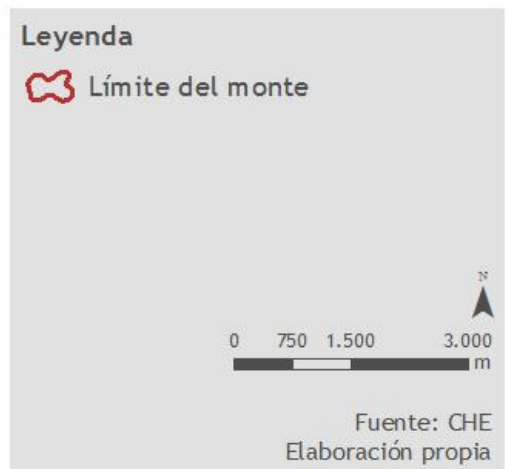 Leyenda
Límite del monte
N
0 750 1.500 3.000
m
Fuente: CHE
Elaboración propia